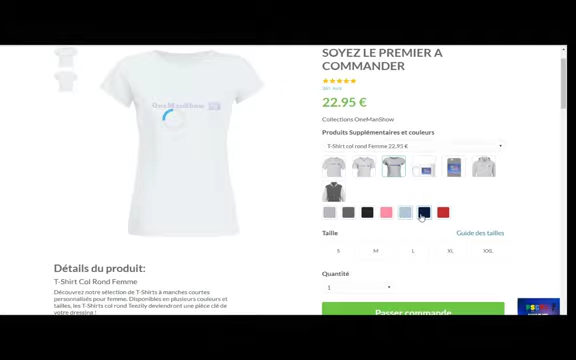 SOYEZ LE PREMIER A
COMMANDER
22.95 €
Collections OneManShow
Produits Supplémentaires et couleurs
T-Shirt col rond Femme 22.95 €
Taille
Guide des tailles
S
M
L
XL
XXL
Quantité
1
Passer commande
OneManShow
Détails du produit:
T-Shirt Col Rond Femme
Découvrez notre sélection de T-Shirts à manches courtes
personnalisés pour femme. Disponibles en plusieurs couleurs et
tailles, les T-Shirts col rond Teezily deviendront une pièce clé de
votre dressing !